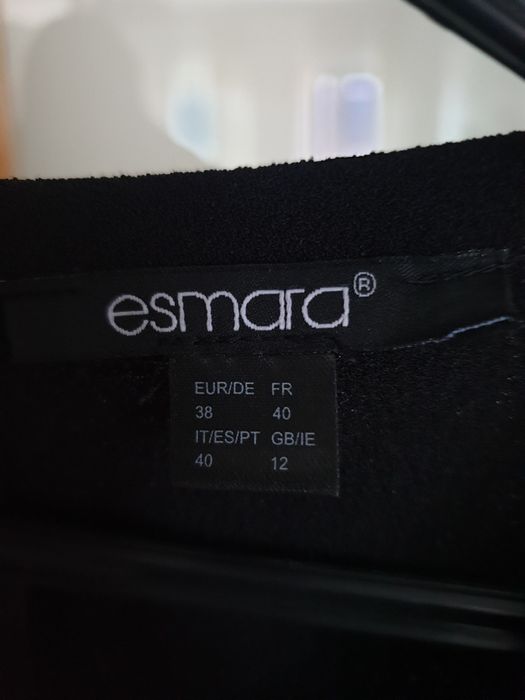 esmara®
EUR/DE FR
38 40
IT/ES/PT GB/IE
40 12